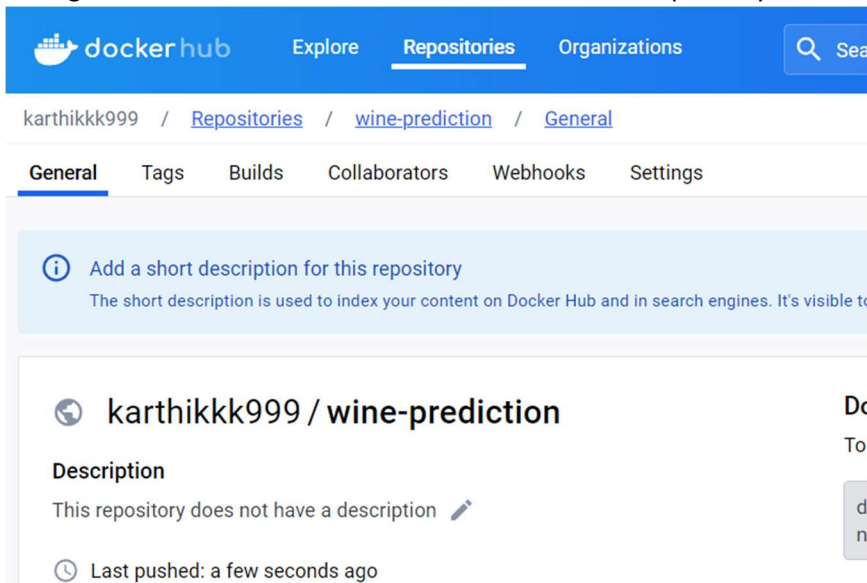 dockerhub Explore Repositories Organizations
karthikkk999 / Repositories / wine-prediction / General
General Tags Builds Collaborators Webhooks Settings
Add a short description for this repository
The short description is used to index your content on Docker Hub and in search engines. It's visible
karthikkk999 / wine-prediction
Description
This repository does not have a description
Last pushed: a few seconds ago
To